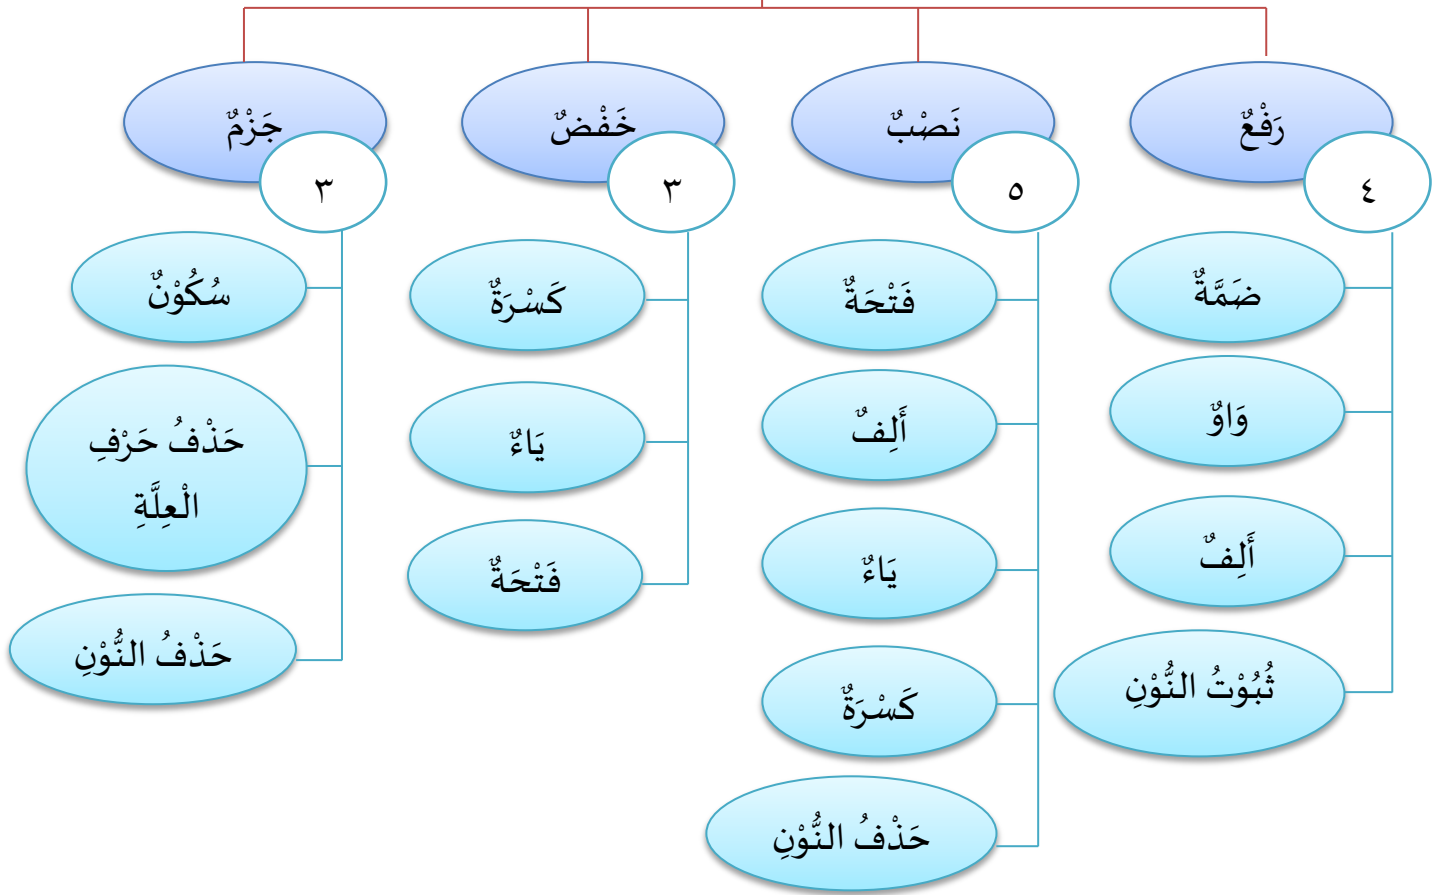 رَفْعٌ
٤
ضَمَّةٌ
وَاوٌ
أَلِفٌ
ثُبُوْتُ النُّوْنِ
نَصْبٌ
٥
فَتْحَةٌ
أَلِفٌ
يَاءٌ
كَسْرَةٌ
حَذْفُ النُّوْنِ
خَفْضٌ
٣
كَسْرَةٌ
يَاءٌ
فَتْحَةٌ
جَزْمٌ
٣
سُكُوْنٌ
حَذْفُ حَرْفِ
الْعِلَّةِ
حَذْفُ النُّوْنِ